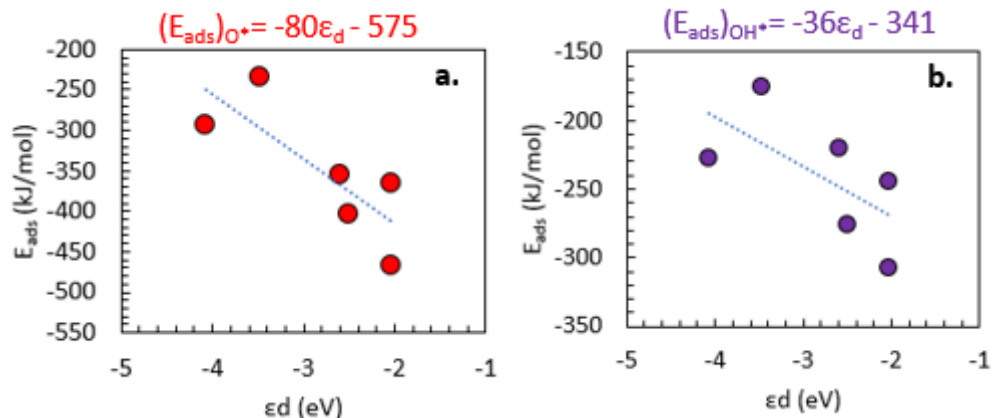 (Eads)O*= -80εd - 575
(Eads)OH*= -36εd - 341
a.
Eads (kJ/mol)
-200
-250
-300
-350
-400
-450
-500
-550
-5 -4 -3 -2 -1
εd (eV)
b.
Eads (kJ/mol)
-150
-200
-250
-300
-350
-5 -4 -3 -2 -1
εd (eV)